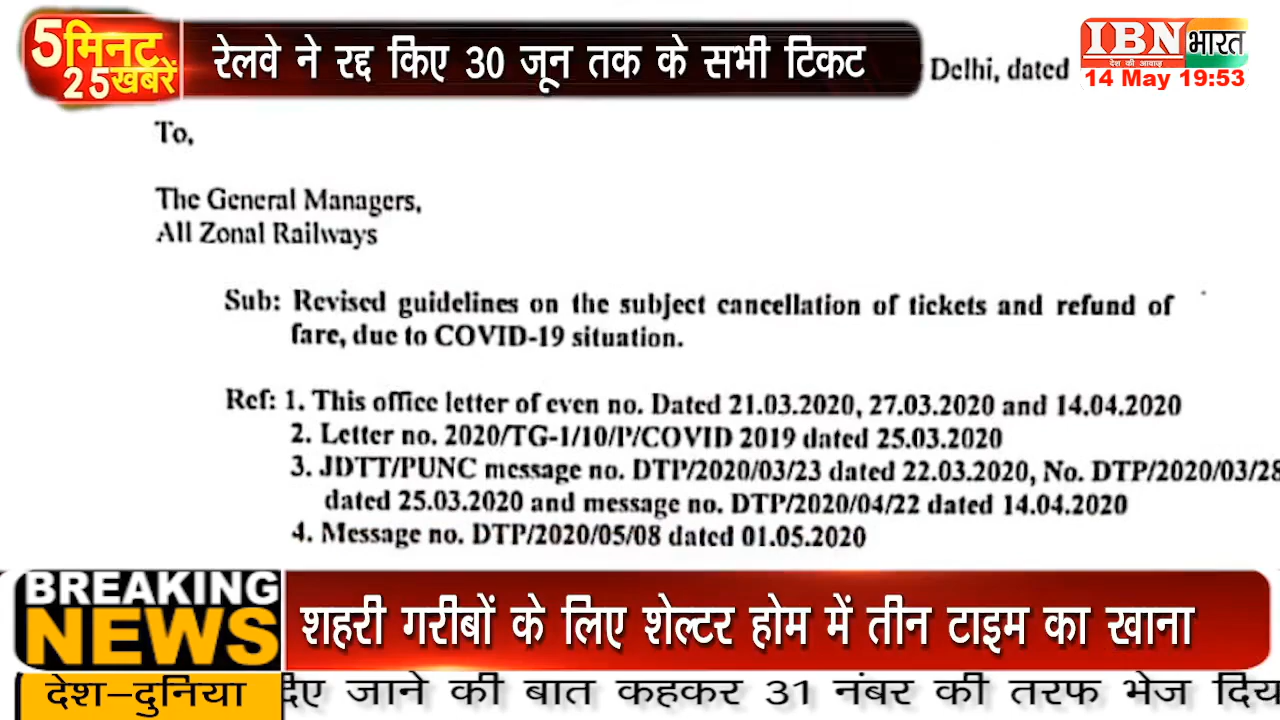 5 मिनट
25 खबरें
रेलवे ने रद्द किए 30 जून तक के सभी टिकट
Delhi, dated
IBN भारत
देश की आवाज़
14 May 19:53
To,
The General Managers,
All Zonal Railways
Sub: Revised guidelines on the subject cancellation of tickets and refund of
fare, due to COVID-19 situation.
Ref: 1. This office letter of even no. Dated 21.03.2020, 27.03.2020 and 14.04.2020
2. Letter no. 2020/TG-1/10/P/COVID 2019 dated 25.03.2020
3. JDTT/PUNC message no. DTP/2020/03/23 dated 22.03.2020, No. DTP/2020/03/28
dated 25.03.2020 and message no. DTP/2020/04/22 dated 14.04.2020
4. Message no. DTP/2020/05/08 dated 01.05.2020
BREAKING
NEWS
शहरी गरीबों के लिए शेल्टर होम में तीन टाइम का खाना
देश-दुनिया
दिए जाने की बात कहकर 31 नंबर की तरफ भेज दिय